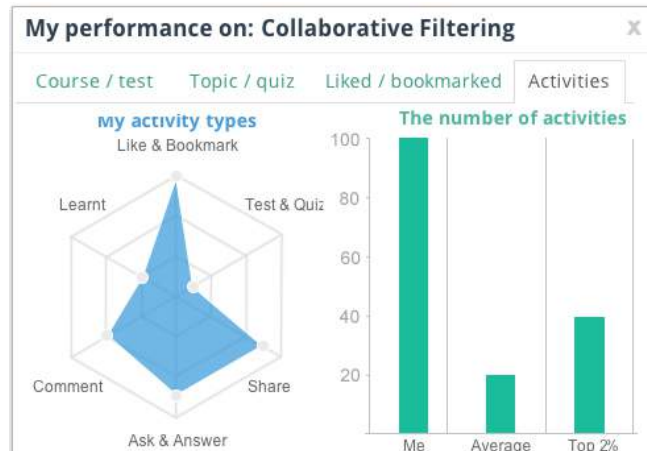 My performance on: Collaborative Filtering x
Course / test Topic / quiz Liked / bookmarked Activities
My activity types
Like & Bookmark
Learnt
Test & Quiz
Comment
Share
Ask & Answer
The number of activities
100
80
60
40
20
Me Average Top 2%